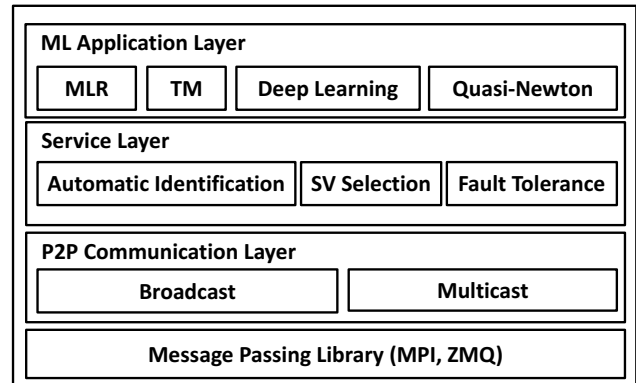 ML Application Layer
MLR TM Deep Learning Quasi-Newton
Service Layer
Automatic Identification SV Selection Fault Tolerance
P2P Communication Layer
Broadcast Multicast
Message Passing Library (MPI, ZMQ)